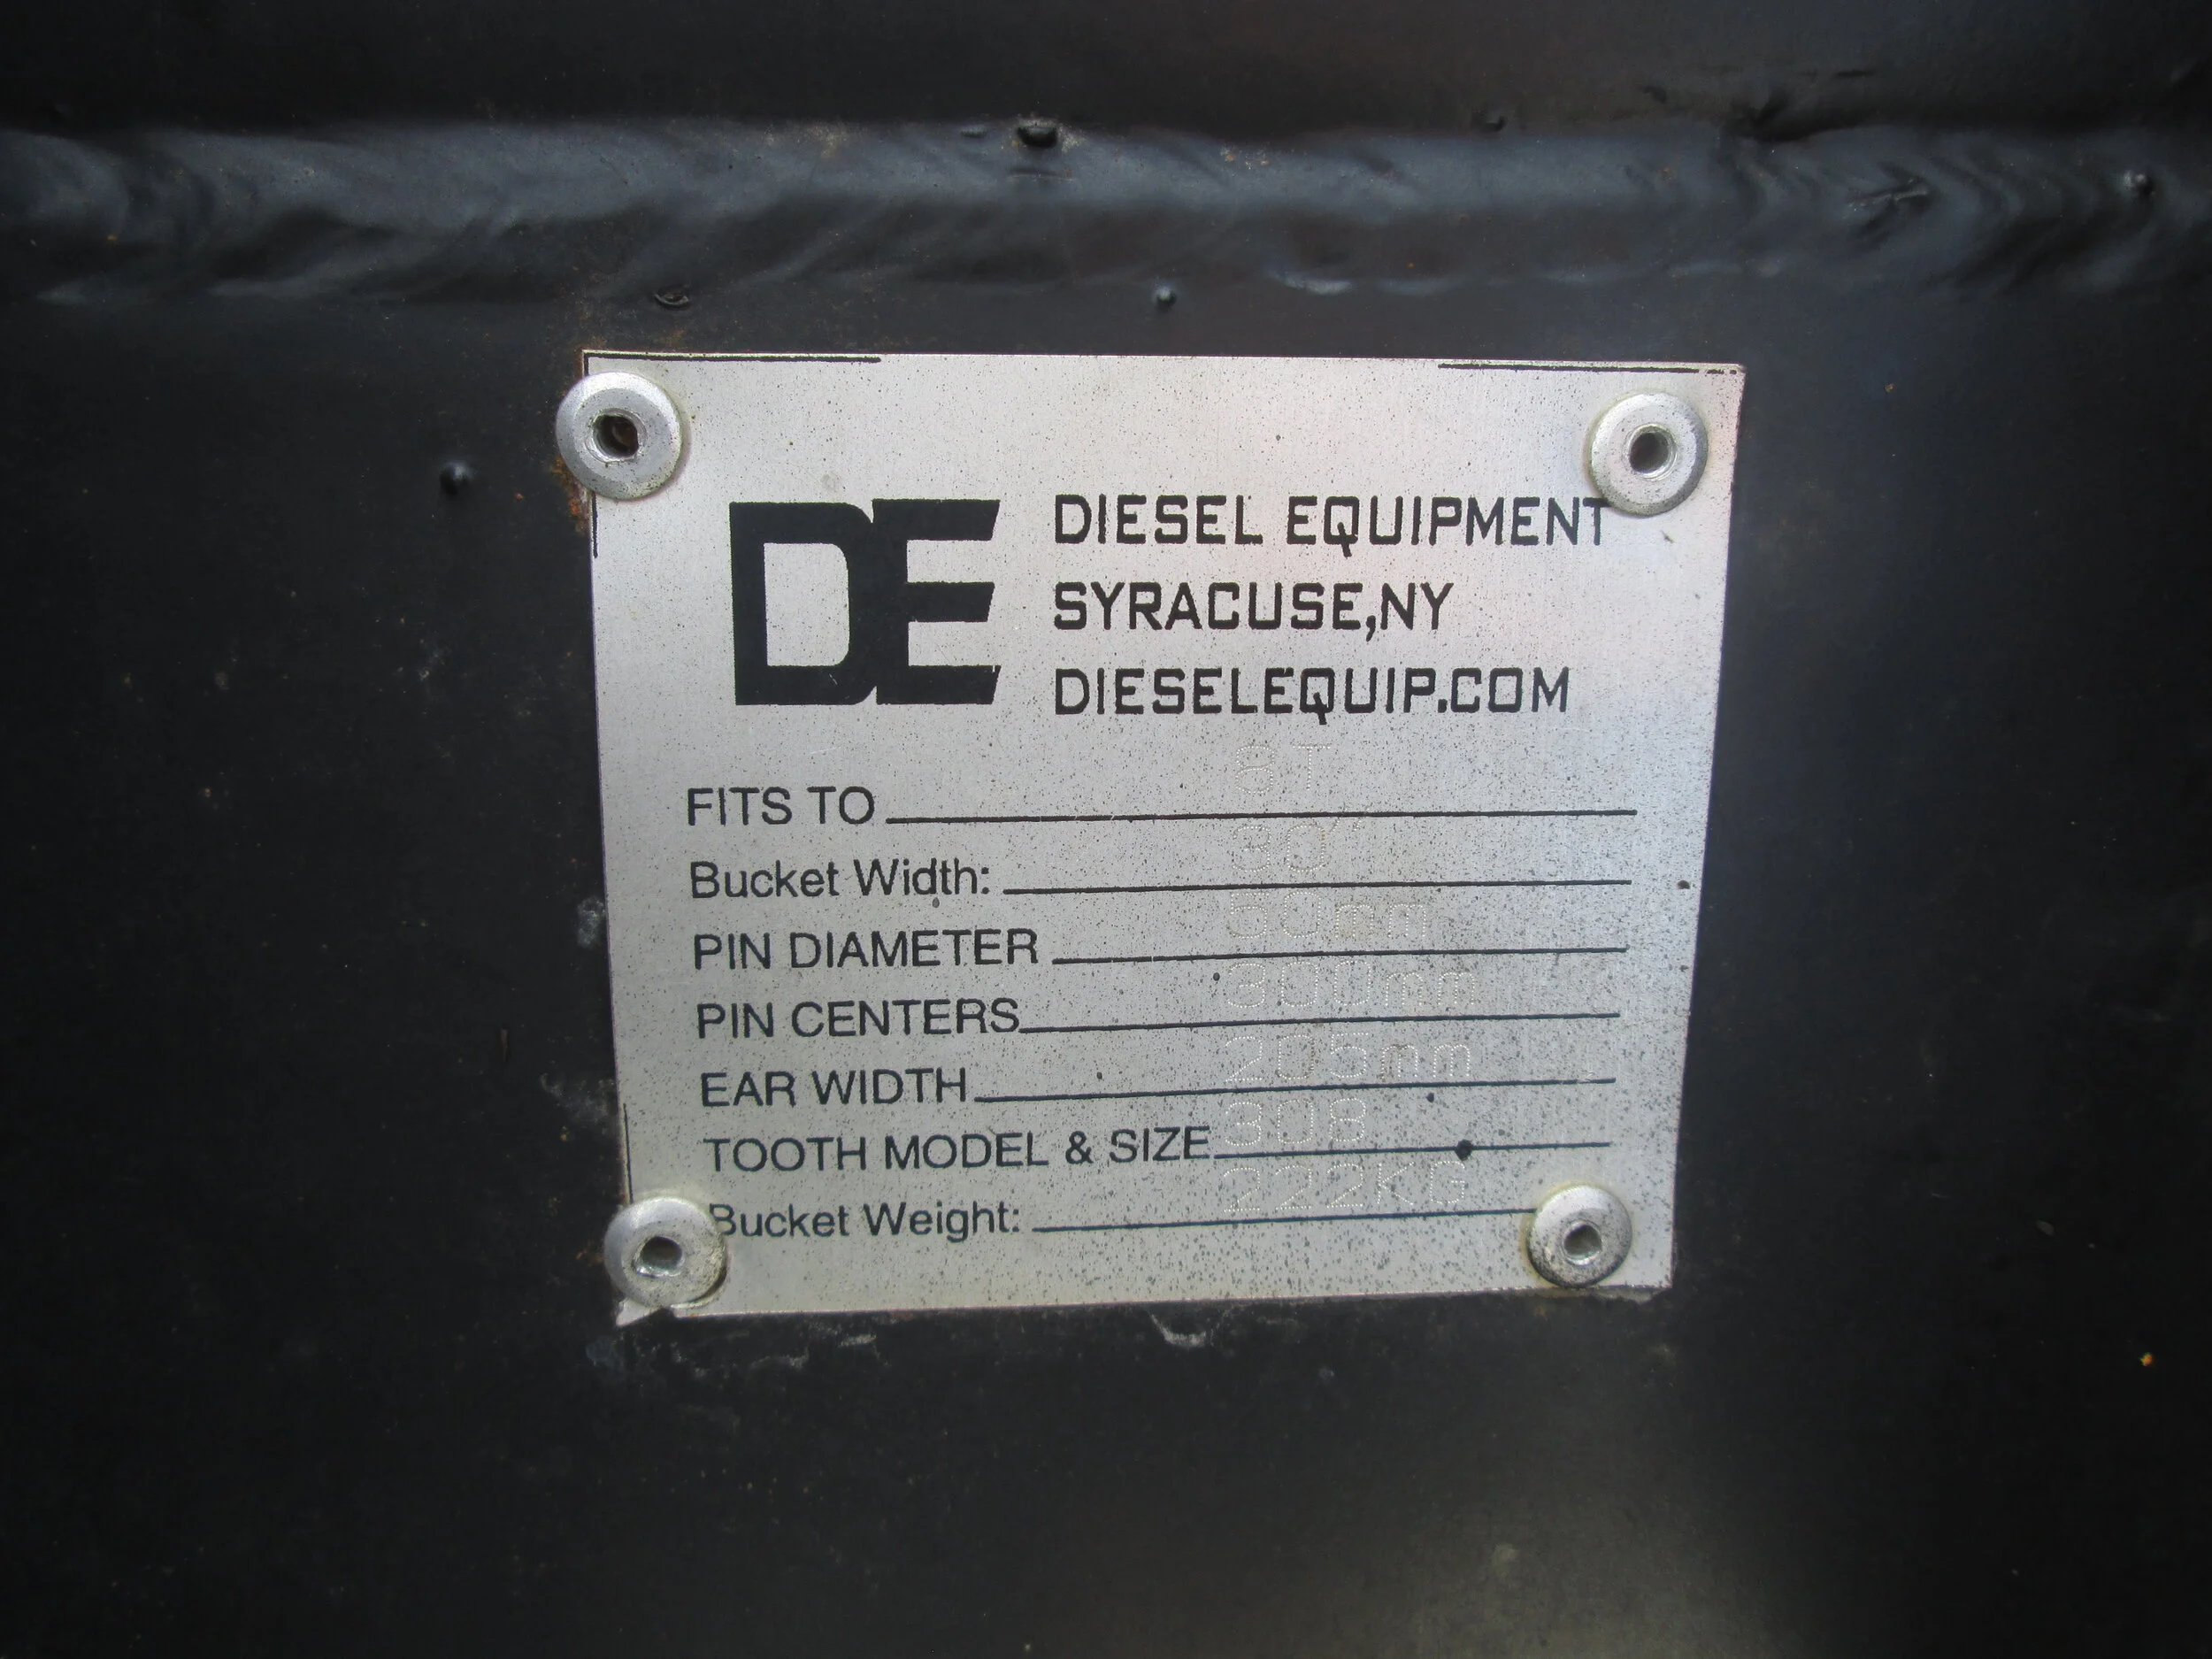 DE
DIESEL EQUIPMENT
SYRACUSE,NY
DIESELEQUIP.COM
FITS TO 8T
Bucket Width: 30"
PIN DIAMETER 50mm
PIN CENTERS 300mm
EAR WIDTH 205mm
TOOTH MODEL & SIZE 308
Bucket Weight: 222KG